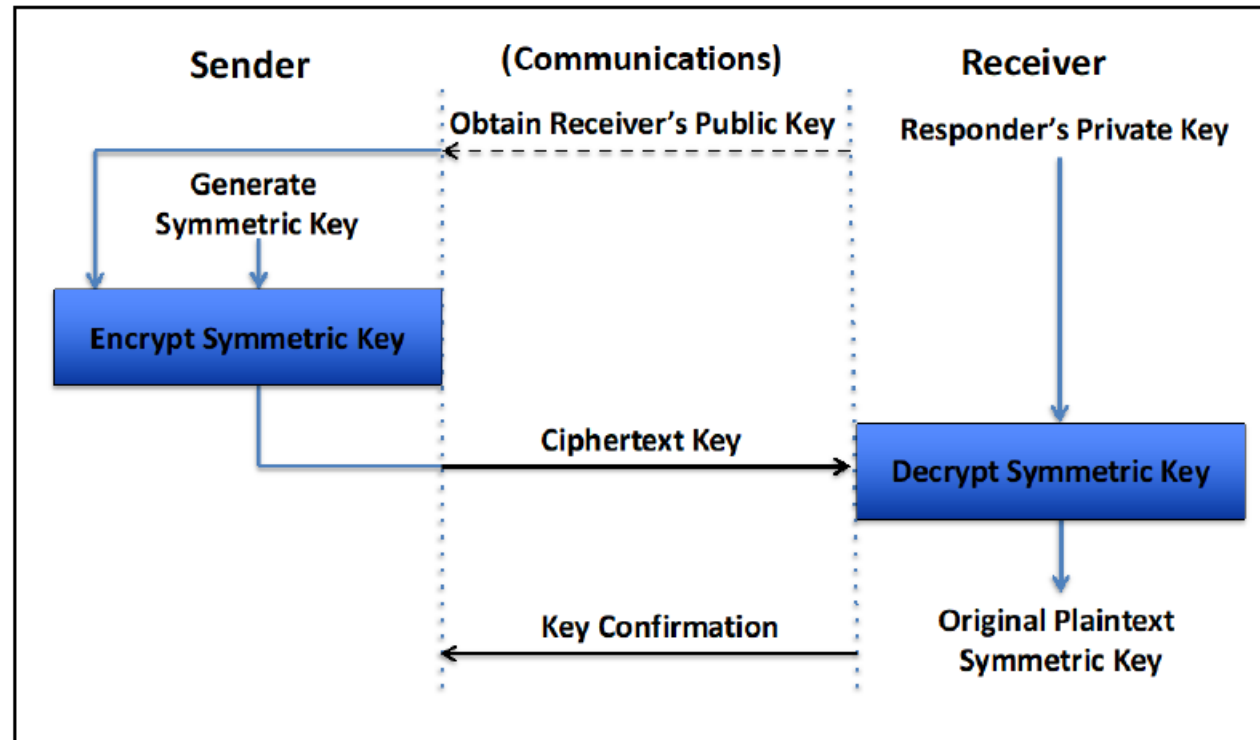 Sender
(Communications)
Receiver
Obtain Receiver's Public Key
Responder's Private Key
Generate
Symmetric Key
Encrypt Symmetric Key
Ciphertext Key
Decrypt Symmetric Key
Key Confirmation
Original Plaintext
Symmetric Key